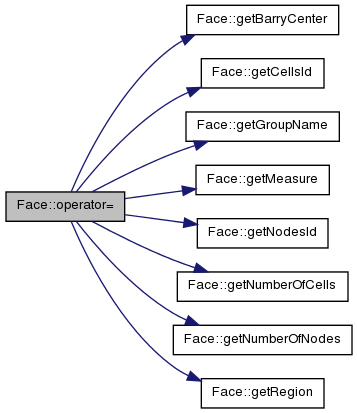 Face::getBarryCenter
Face::getCellsId
Face::getGroupName
Face::getMeasure
Face::operator=
Face::getNodesId
Face::getNumberOfCells
Face::getNumberOfNodes
Face::getRegion